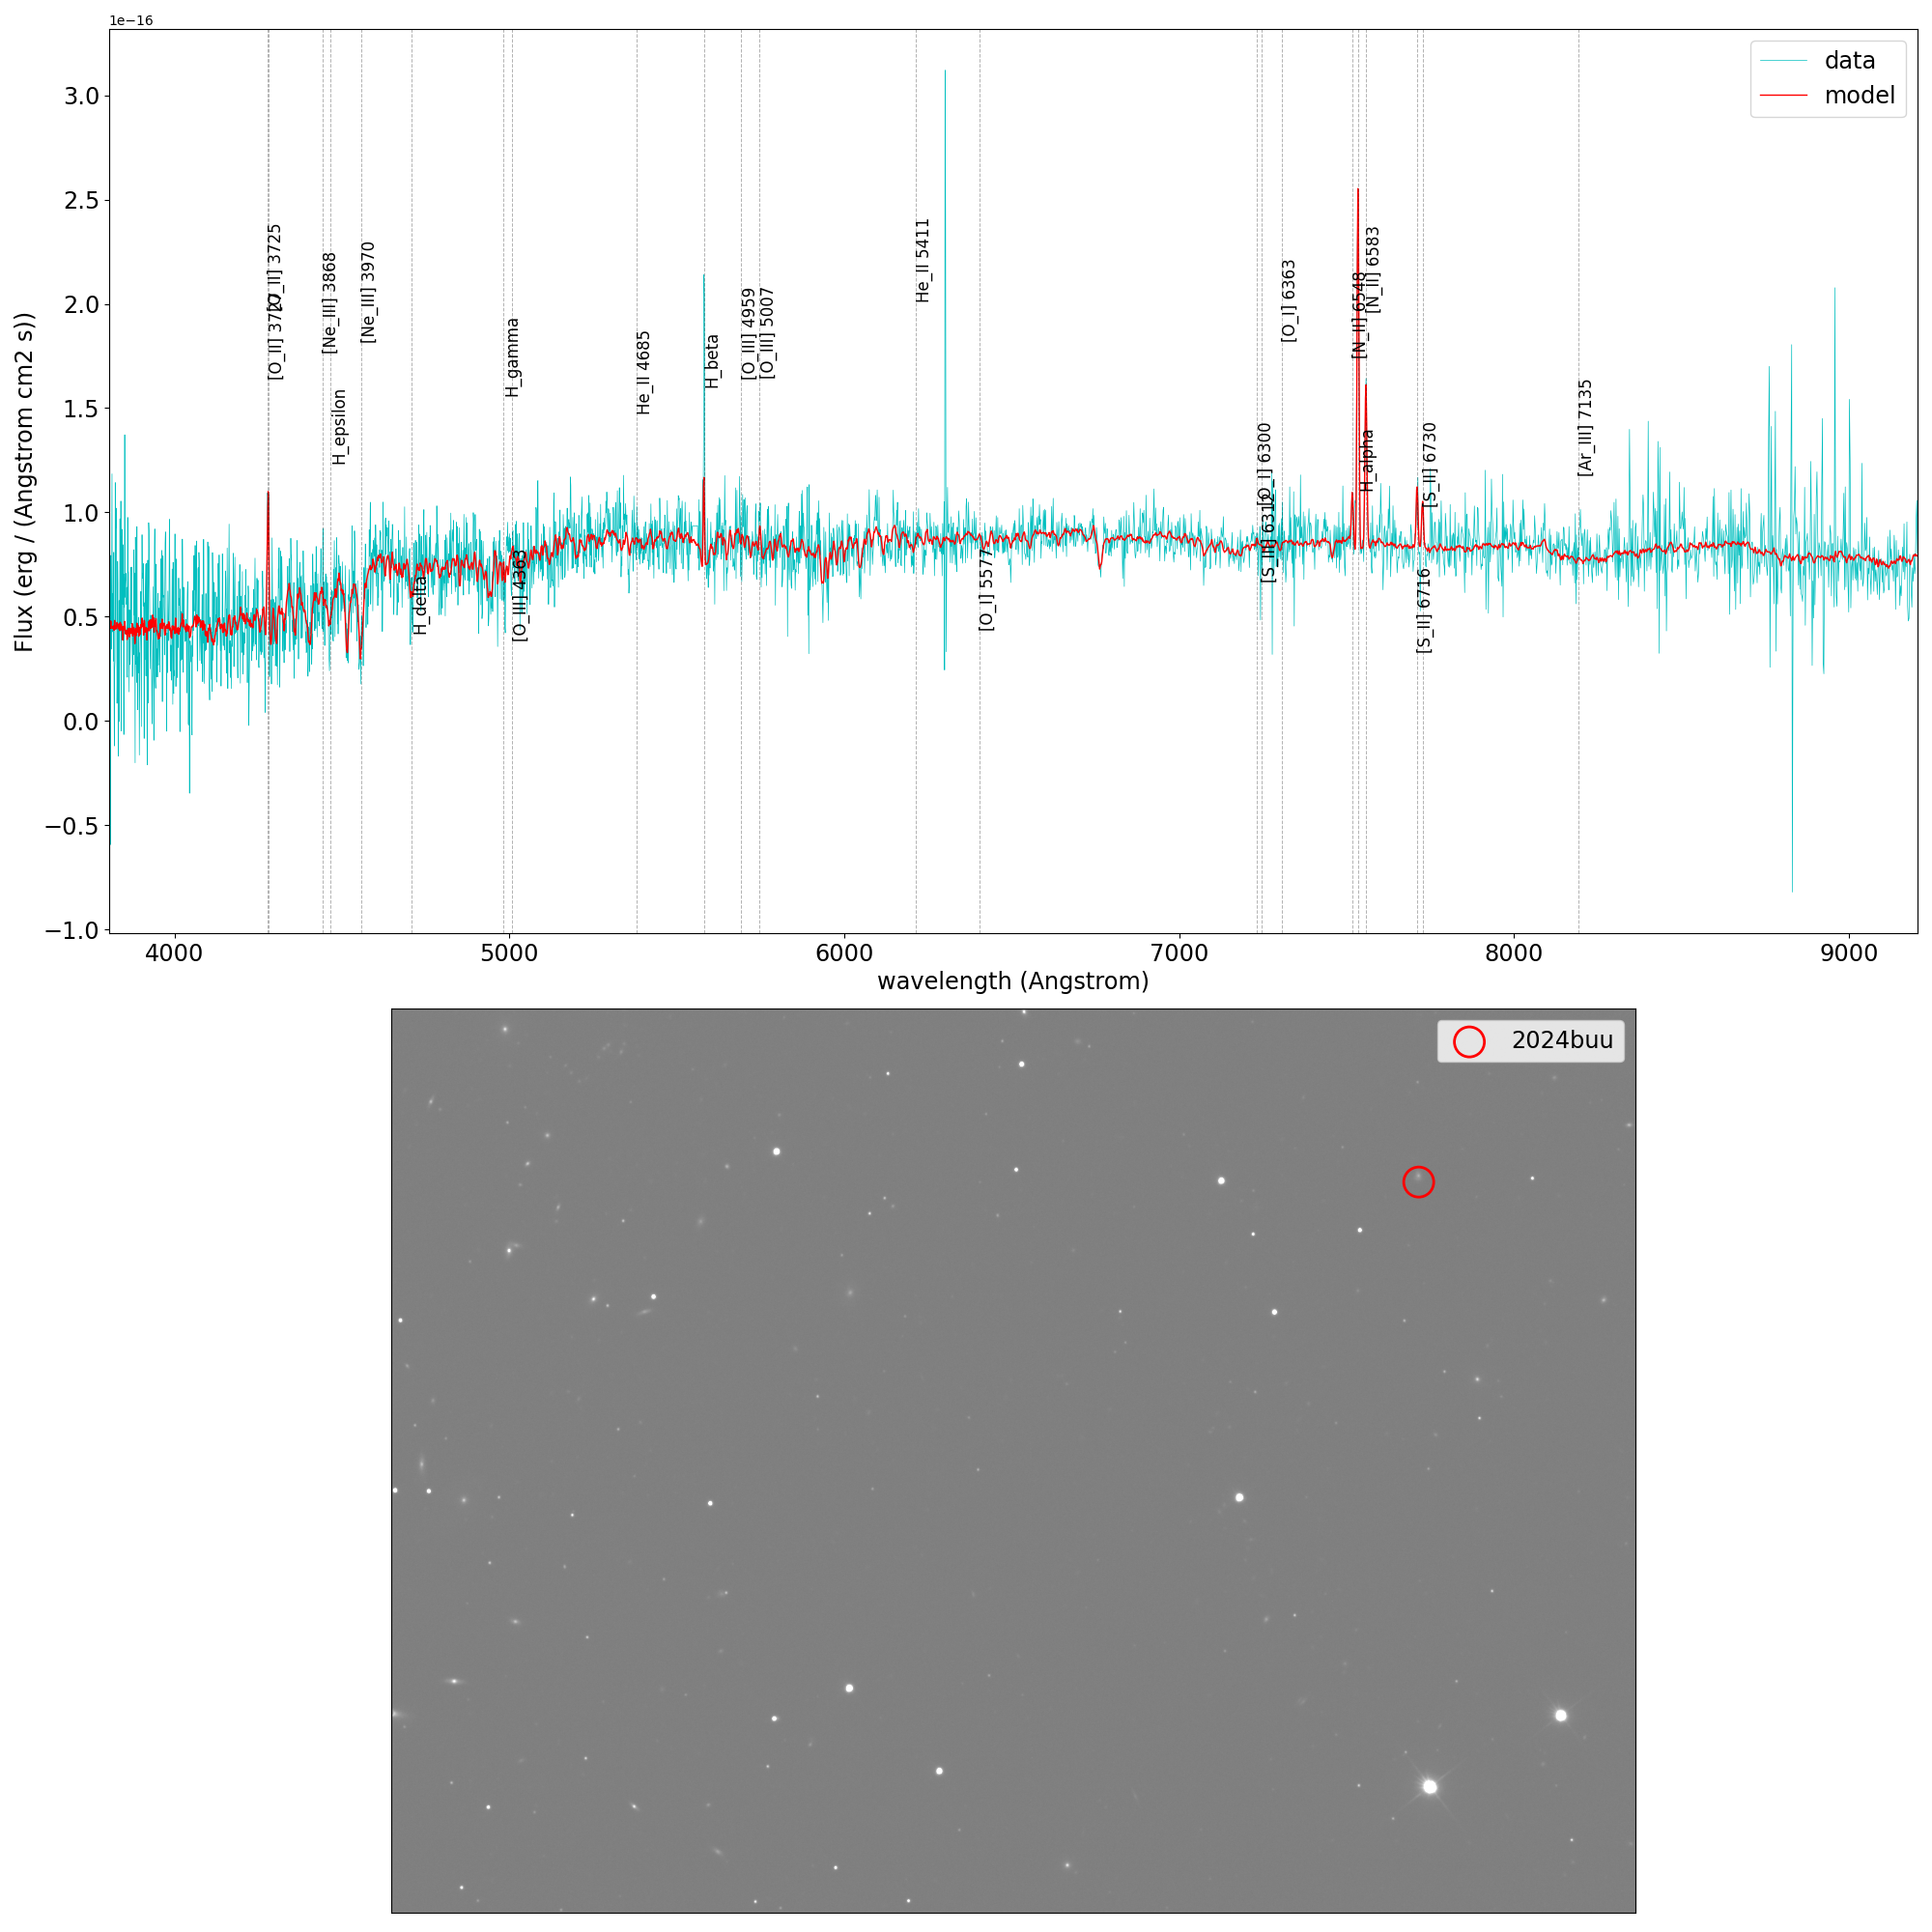 1e−16
data
model
3.0
2.5
2.0
1.5
1.0
0.5
0.0
−0.5
−1.0
Flux (erg / (Angstrom cm2 s))
[O_II] 3725
[O_II] 3727
[Ne_III] 3868
H_epsilon
[Ne_III] 3970
H_delta
H_gamma
[O_III] 4363
He_II 4685
H_beta
[O_III] 4959
[O_III] 5007
He_II 5411
[O_I] 5577
[O_I] 6300
[S_III] 6312
[O_I] 6363
[N_II] 6548
H_alpha
[N_II] 6583
[S_II] 6716
[S_II] 6730
[Ar_III] 7135
4000 5000 6000 7000 8000 9000
wavelength (Angstrom)
2024buu